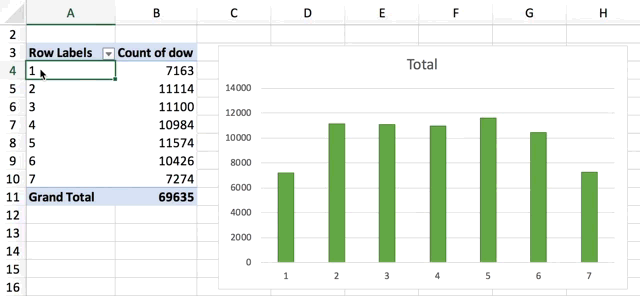 A B C D E F G H
2
3 Row Labels Count of dow
4 1 7163
5 2 11114
6 3 11100
7 4 10984
8 5 11574
9 6 10426
10 7 7274
11 Grand Total 69635
12
13
14
15
16
Total
14000
12000
10000
8000
6000
4000
2000
0
1 2 3 4 5 6 7